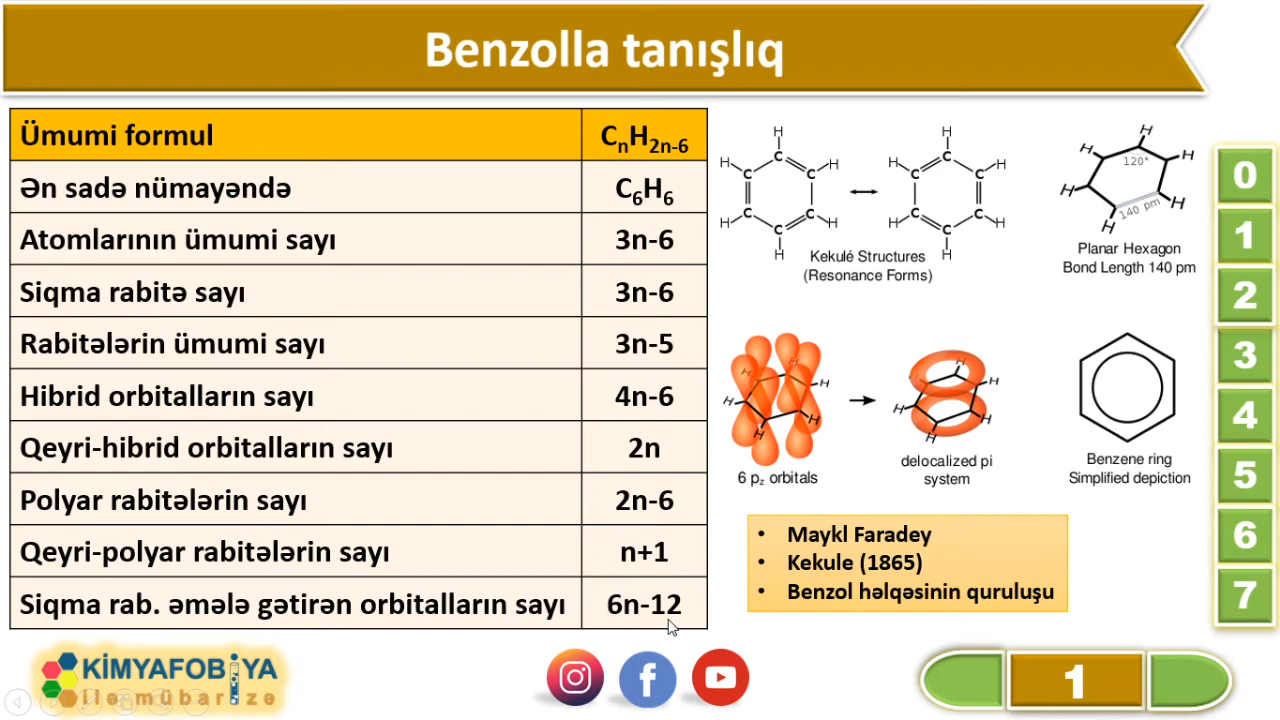 Benzolla tanışlıq
Ümumi formul CₙH₂ₙ₋₆
Ən sadə nümayəndə C₆H₆
Atomlarının ümumi sayı 3n-6
Siqma rabitə sayı 3n-6
Rabitələrin ümumi sayı 3n-5
Hibrid orbitalların sayı 4n-6
Qeyri-hibrid orbitalların sayı 2n
Polyar rabitələrin sayı 2n-6
Qeyri-polyar rabitələrin sayı n+1
Siqma rab. əmələ gətirən orbitalların sayı 6n-12
H H
H H H H
C C
C C C C
C C C C
C C
H H H H
H H
Kekulé Structures
(Resonance Forms)
H
H H
120°
H H
140 pm
H
Planar Hexagon
Bond Length 140 pm
H H
H H
H H
6 p𝓏 orbitals
H H
H H
H H
delocalized pi
system
Benzene ring
Simplified depiction
• Maykl Faradey
• Kekule (1865)
• Benzol həlqəsinin quruluşu
0
1
2
3
4
5
6
7
KİMYAFOBİYA
ilə mübarizə
f
1